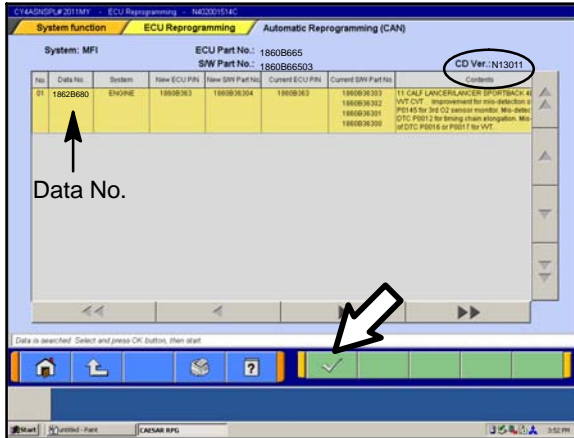 CY4ASNSPL# 2011MY - ECU Reprogramming - N402001514C
System function
ECU Reprogramming
Automatic Reprogramming (CAN)
System: MFI
ECU Part No.: 1860B665
S/W Part No.: 1860B66503
CD Ver.:N13011
No.
Data No.
System
New ECU P/N
New S/W Part No.
Current ECU P/N
Current S/W Part No.
Contents
01
1862B680
ENGINE
1860B363
1860B36304
1860B363
1860B36303
1860B36302
1860B36301
1860B36300
11 CALF LANCER/LANCER SPORTBACK 4B
VVT CVT Improvement for mis-detection o
P0145 for 3rd O2 sensor monitor. Mis-detec
DTC P0012 for timing chain elongation. Mis-
of DTC P0016 or P0017 for VVT.
Data No.
Data is searched. Select and press OK button, then start.
?
Start
untitled - Paint
CAESAR RPG
3:52 PM